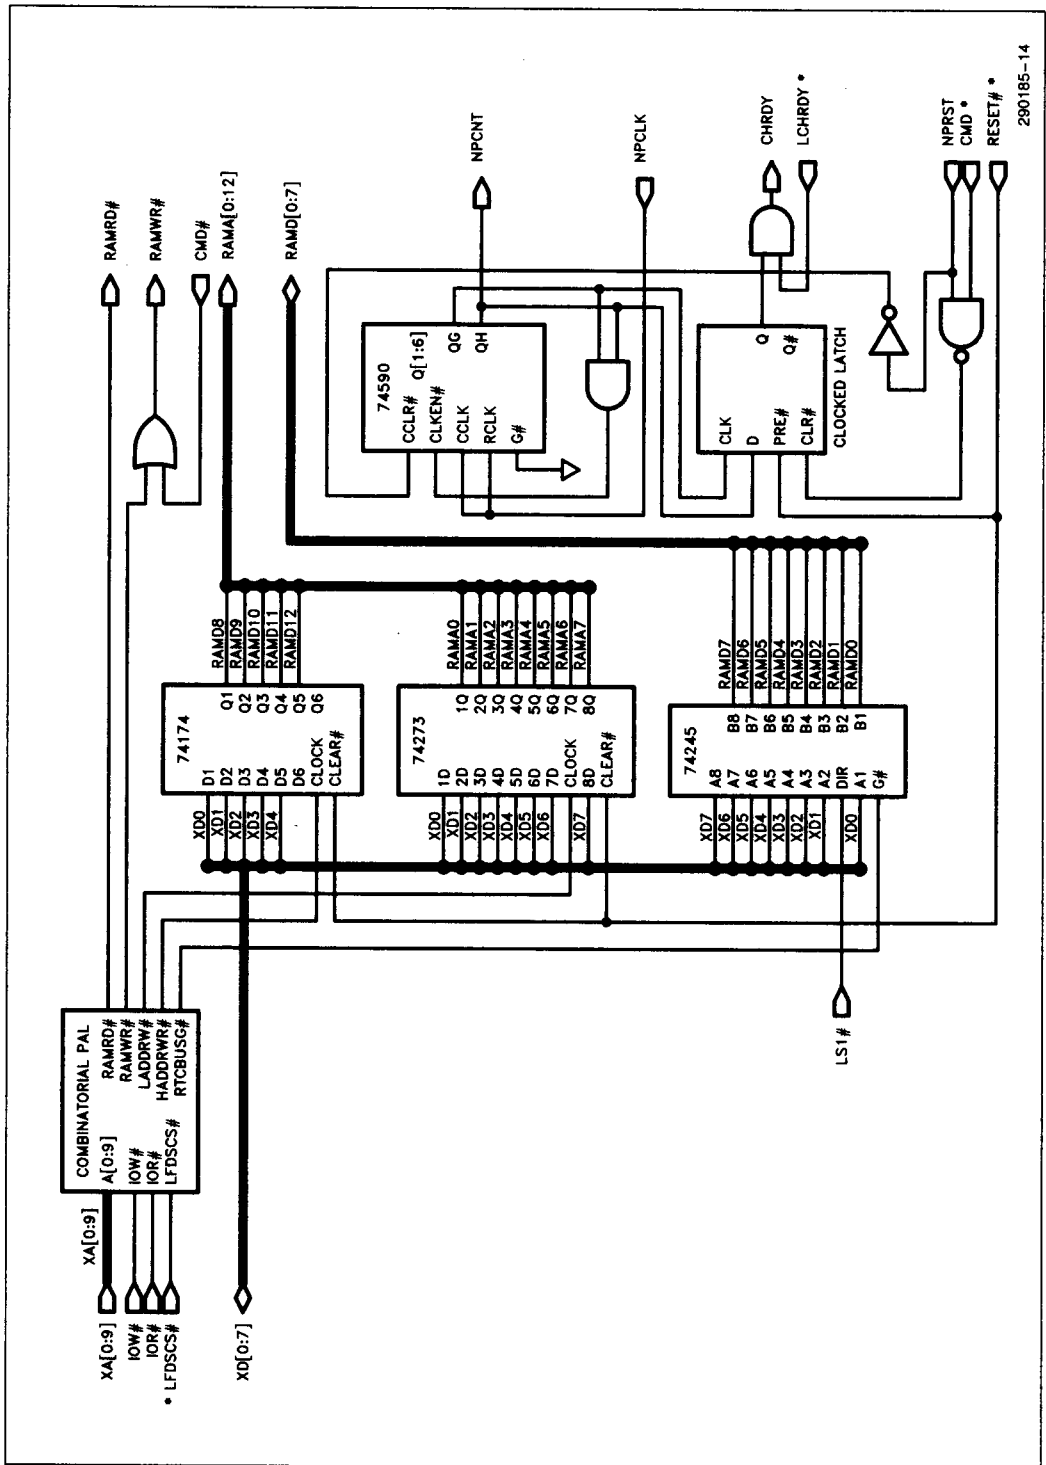 XA[0:9]
IOW#
IOR#
* LFDSCS#
XD[0:7]
XA[0:9]
COMBINATORIAL PAL
A[0:9]
IOW#
IOR#
LFDSCS#
RAMRD#
RAMWR#
LADDRW#
HADDRWR#
RTCBUSG#
LS1#
XD0
XD1
XD2
XD3
XD4
74174
D1
D2
D3
D4
D5
D6
CLOCK
CLEAR#
Q1
Q2
Q3
Q4
Q5
Q6
RAMD8
RAMD9
RAMD10
RAMD11
RAMD12
XD0
XD1
XD2
XD3
XD4
XD5
XD6
XD7
74273
1D
2D
3D
4D
5D
6D
7D
CLOCK
8D
CLEAR#
1Q
2Q
3Q
4Q
5Q
6Q
7Q
8Q
RAMA0
RAMA1
RAMA2
RAMA3
RAMA4
RAMA5
RAMA6
RAMA7
XD7
XD6
XD5
XD4
XD3
XD2
XD1
XD0
74245
A8
A7
A6
A5
A4
A3
A2
DIR
A1
G#
B8
B7
B6
B5
B4
B3
B2
B1
RAMD7
RAMD6
RAMD5
RAMD4
RAMD3
RAMD2
RAMD1
RAMD0
74590
CCLR#
CLKEN#
CCLK
RCLK
G#
Q[1:6]
QG
QH
CLK
D
PRE#
CLR#
Q
Q#
CLOCKED LATCH
RAMRD#
RAMWR#
CMD#
RAMA[0:12]
RAMD[0:7]
NPCNT
NPCLK
CHRDY
LCHRDY *
NPRST
CMD *
RESET# *
290185-14